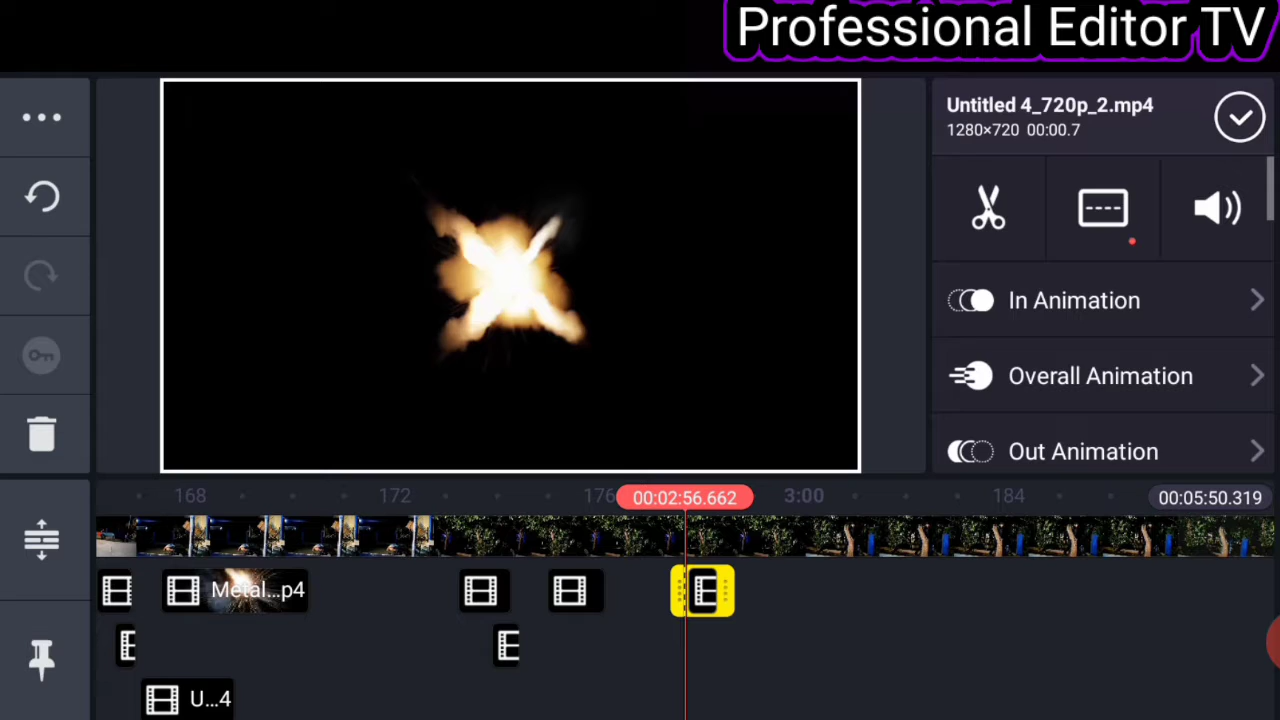 Professional Editor TV
Untitled 4_720p_2.mp4
1280×720 00:00.7
In Animation
Overall Animation
Out Animation
168
172
176
00:02:56.662
3:00
184
00:05:50.319
Metal...p4
U...4